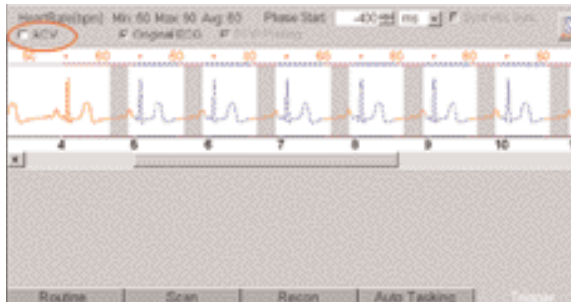 HeartRate(bpm) Min: 60 Max: 90 Avg: 60 Phase Start -400 ms
ACV Original ECG
60 60 60 60 60 60 60
4 5 6 7 8 9 10
Routine Scan Recon Auto Tasking